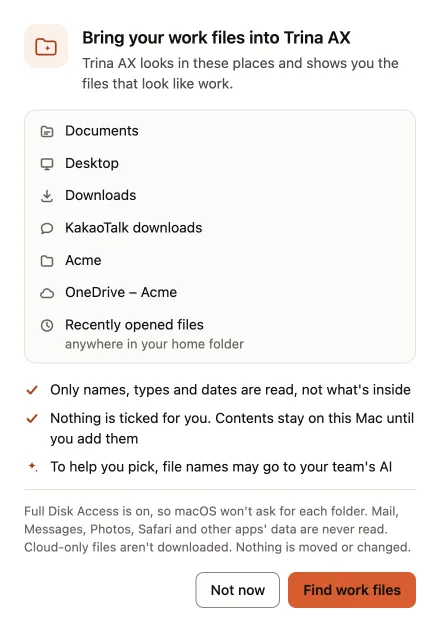 Bring your work files into Trina AX
Trina AX looks in these places and shows you the
files that look like work.
Documents
Desktop
Downloads
KakaoTalk downloads
Acme
OneDrive – Acme
Recently opened files
anywhere in your home folder
Only names, types and dates are read, not what's inside
Nothing is ticked for you. Contents stay on this Mac until
you add them
To help you pick, file names may go to your team's AI
Full Disk Access is on, so macOS won't ask for each folder. Mail,
Messages, Photos, Safari and other apps' data are never read.
Cloud-only files aren't downloaded. Nothing is moved or changed.
Not now
Find work files